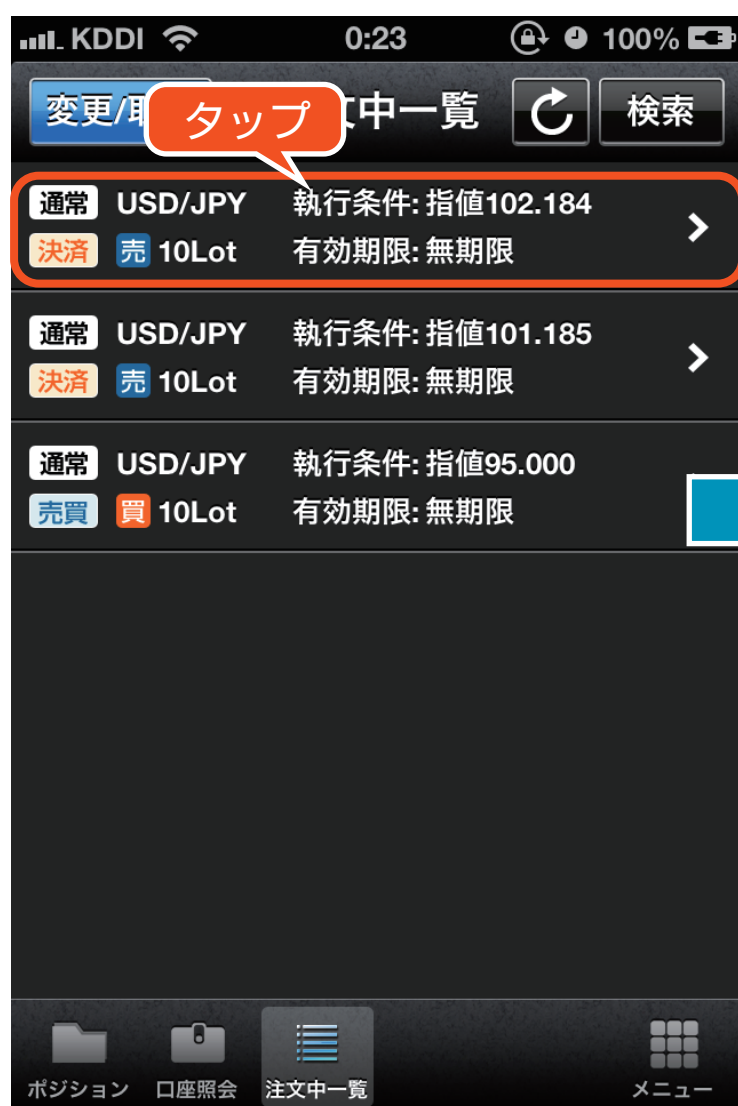 KDDI 0:23 100%
変更/ 文中一覧 検索
タップ
通常 USD/JPY 執行条件: 指値102.184
決済 売 10Lot 有効期限: 無期限
通常 USD/JPY 執行条件: 指値101.185
決済 売 10Lot 有効期限: 無期限
通常 USD/JPY 執行条件: 指値95.000
売買 買 10Lot 有効期限: 無期限
ポジション 口座照会 注文中一覧 メニュー